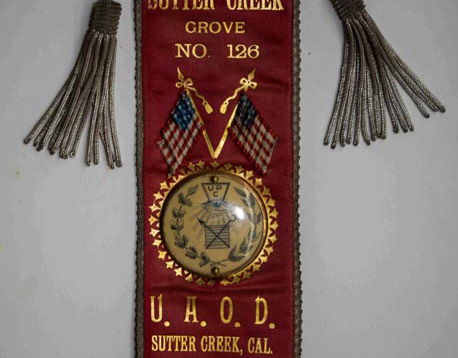 SUTTER CREEK
GROVE
NO. 126
U P
C
U. A. O. D.
SUTTER CREEK, CAL.